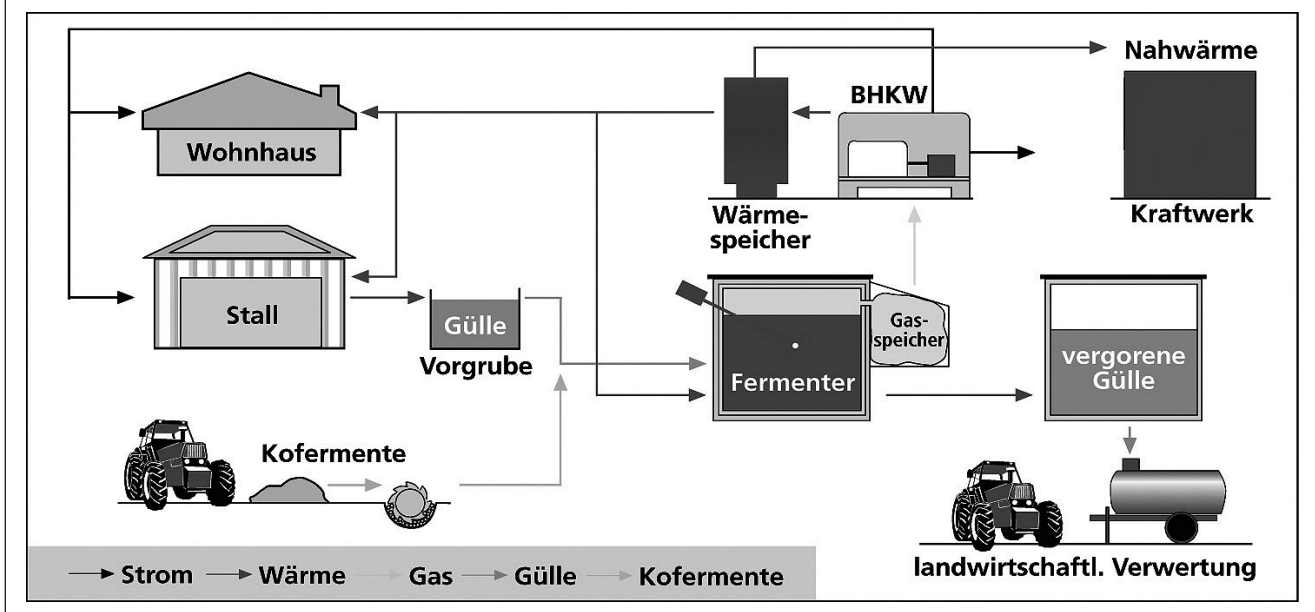 Nahwärme
BHKW
Wohnhaus
Wärme-
speicher
Kraftwerk
Stall
Gülle
Vorgrube
Gas-
speicher
Fermenter
vergorene
Gülle
Kofermente
landwirtschaftl. Verwertung
Strom Wärme Gas Gülle Kofermente